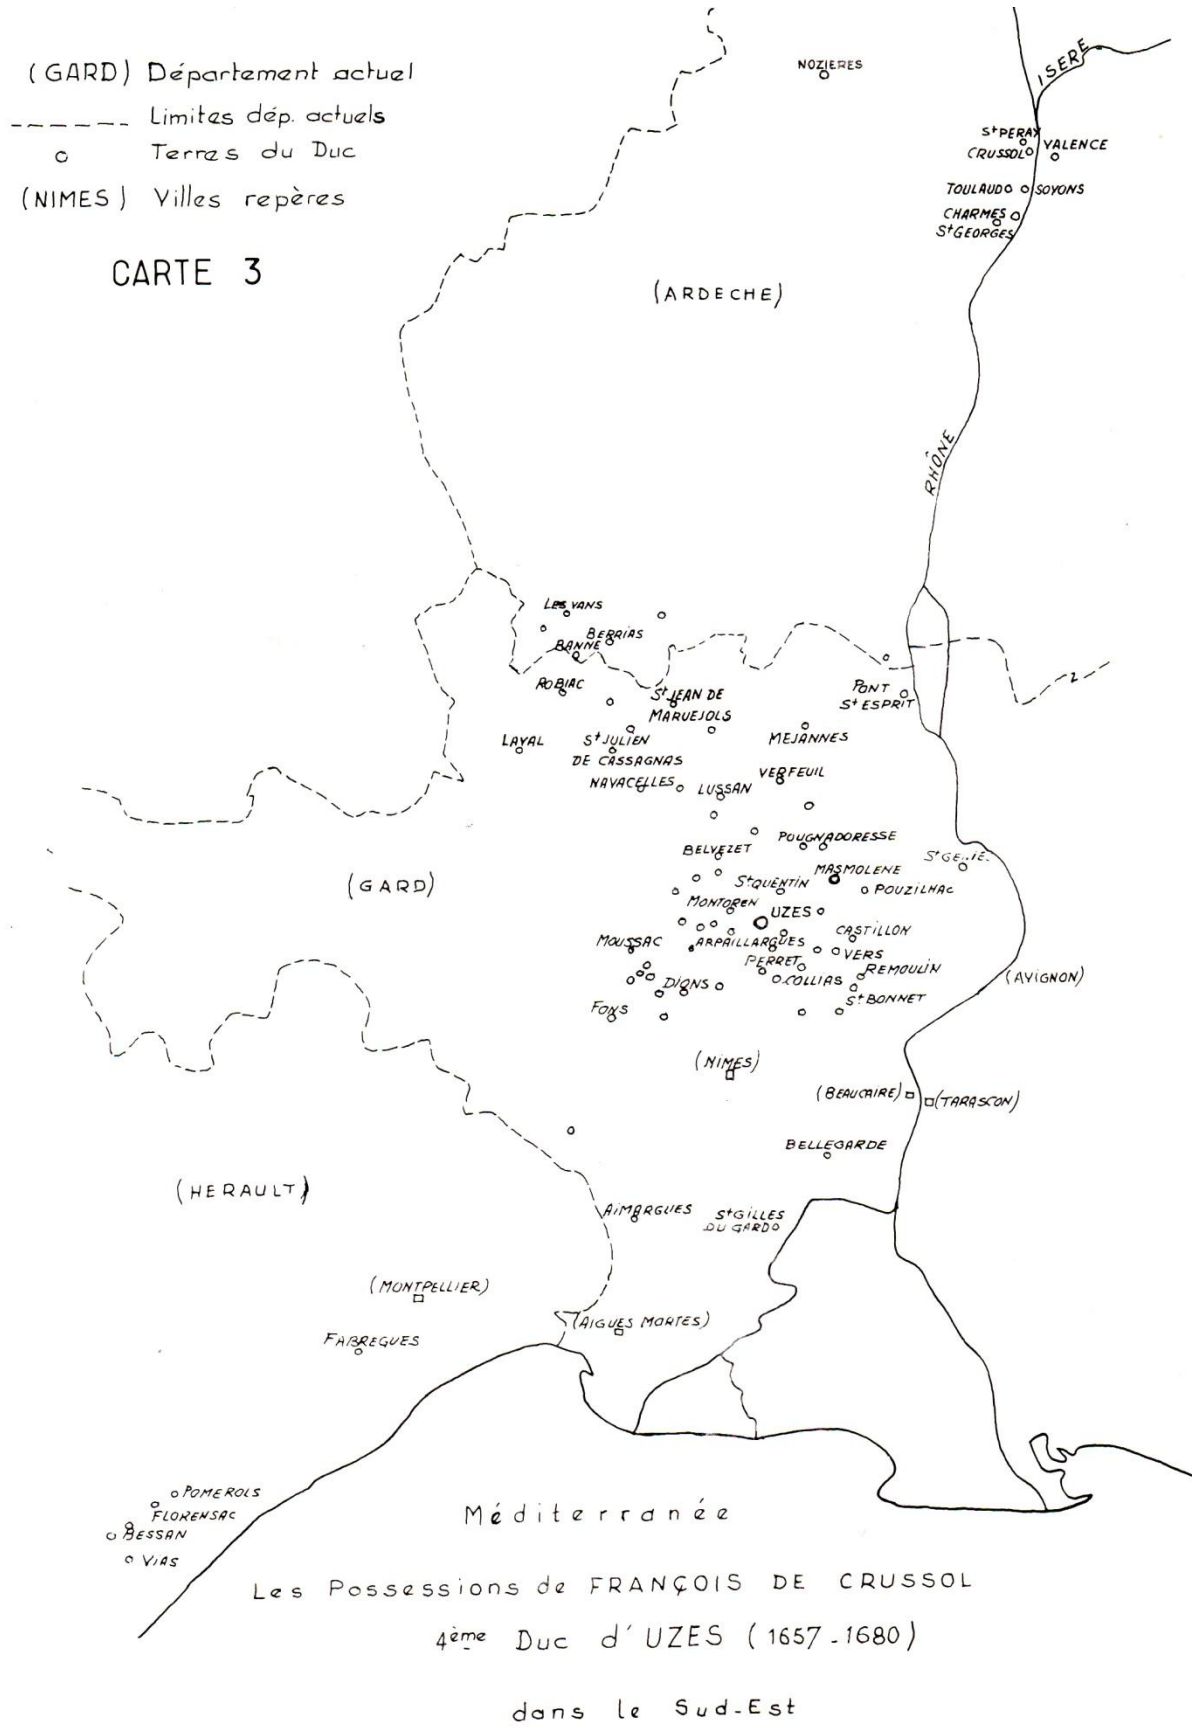 (GARD) Département actuel
Limites dép. actuels
Terres du Duc
(NIMES) Villes repères
CARTE 3
NOZIERES
ISERE
St PERAY
CRUSSOL
VALENCE
TOULAUD
SOYONS
CHARMES
St GEORGES
(ARDECHE)
RHÔNE
LES VANS
BERRIAS
BANNE
ROBIAC
St JEAN DE
MARUEJOLS
PONT
St ESPRIT
LAVAL
St JULIEN
DE CASSAGNAS
MEJANNES
NAVACELLES
LUSSAN
VERFEUIL
BELVEZET
POUGNADORESSE
(GARD)
St QUENTIN
MASMOLENE
POUZILHAC
MONTAREN
UZES
MOUSSAC
ARPAILLARGUES
CASTILLON
VERS
PERRET
REMOULIN
DIONS
COLLIAS
St BONNET
FONS
(AVIGNON)
(NIMES)
(BEAUCAIRE)
(TARASCON)
BELLEGARDE
(HERAULT)
AIMARGUES
St GILLES
DU GARD
(MONTPELLIER)
(AIGUES MORTES)
FABREGUES
POMEROLS
FLORENSAC
BESSAN
VIAS
Méditerranée
Les Possessions de FRANÇOIS DE CRUSSOL
4ème Duc d'UZES (1657-1680)
dans le Sud-Est